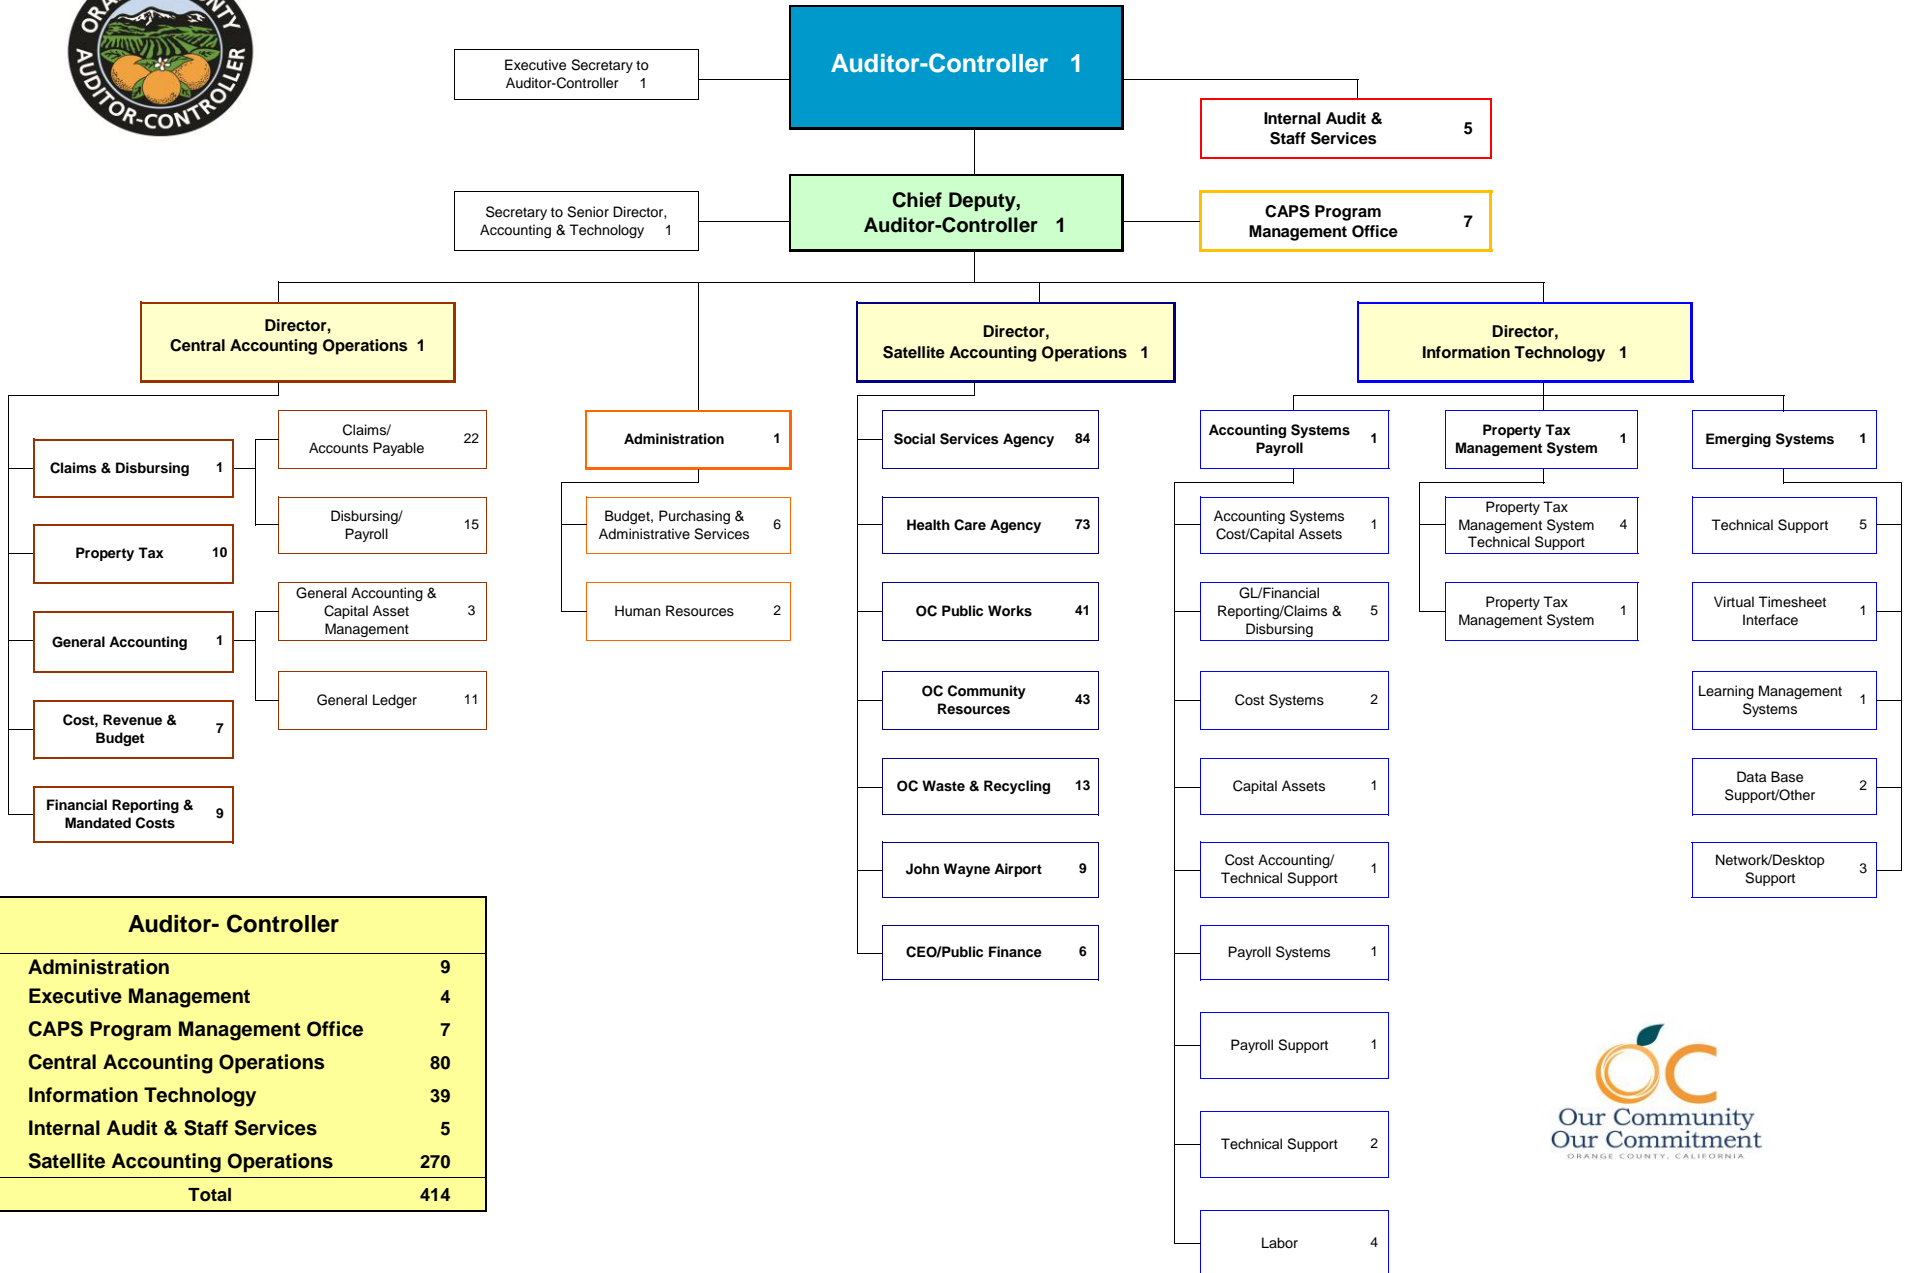 ORANGE COUNTY
AUDITOR-CONTROLLER
Executive Secretary to
Auditor-Controller 1
Auditor-Controller 1
Internal Audit &
Staff Services 5
Secretary to Senior Director,
Accounting & Technology 1
Chief Deputy,
Auditor-Controller 1
CAPS Program
Management Office 7
Director,
Central Accounting Operations 1
Director,
Satellite Accounting Operations 1
Director,
Information Technology 1
Claims & Disbursing 1
Claims/
Accounts Payable 22
Disbursing/
Payroll 15
Property Tax 10
General Accounting 1
General Accounting &
Capital Asset 3
Management
General Ledger 11
Cost, Revenue &
Budget 7
Financial Reporting &
Mandated Costs 9
Administration 1
Budget, Purchasing &
Administrative Services 6
Human Resources 2
Social Services Agency 84
Health Care Agency 73
OC Public Works 41
OC Community
Resources 43
OC Waste & Recycling 13
John Wayne Airport 9
CEO/Public Finance 6
Accounting Systems
Payroll 1
Accounting Systems
Cost/Capital Assets 1
GL/Financial
Reporting/Claims & 5
Disbursing
Cost Systems 2
Capital Assets 1
Cost Accounting/
Technical Support 1
Payroll Systems 1
Payroll Support 1
Technical Support 2
Labor 4
Property Tax
Management System 1
Property Tax
Management System 4
Technical Support
Property Tax
Management System 1
Emerging Systems 1
Technical Support 5
Virtual Timesheet
Interface 1
Learning Management
Systems 1
Data Base
Support/Other 2
Network/Desktop
Support 3
Auditor- Controller
Administration 9
Executive Management 4
CAPS Program Management Office 7
Central Accounting Operations 80
Information Technology 39
Internal Audit & Staff Services 5
Satellite Accounting Operations 270
Total 414
OC
Our Community
Our Commitment
ORANGE COUNTY, CALIFORNIA